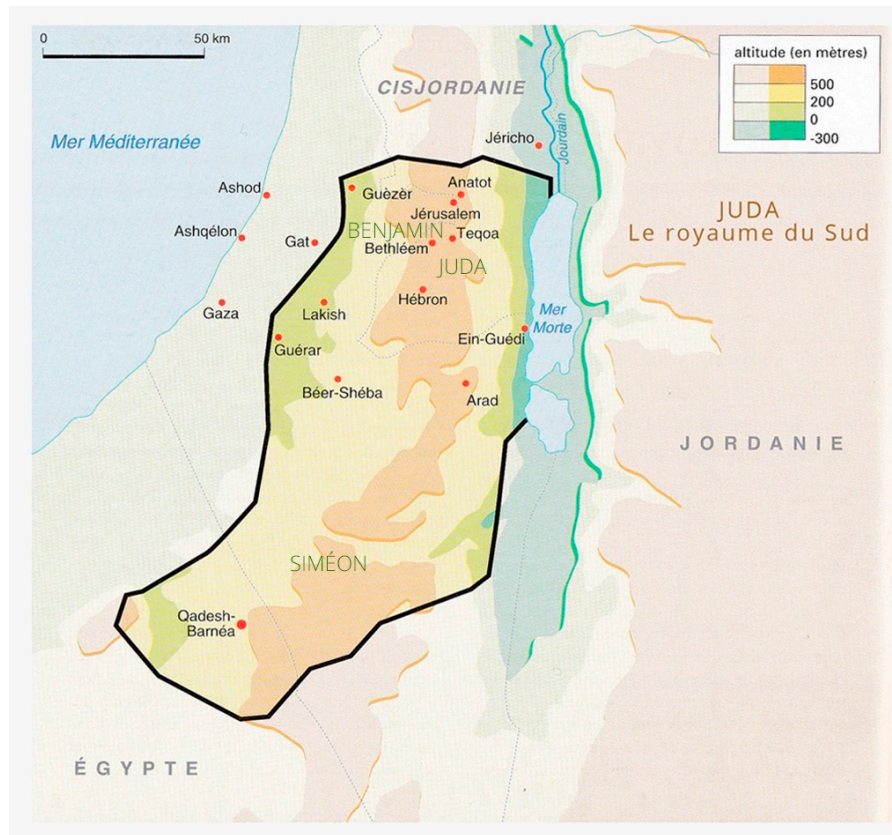 0 50 km
altitude (en mètres)
500
200
0
-300
CISJORDANIE
Mer Méditerranée
Jéricho
Jourdain
Ashod
Guèzèr
Anatot
JUDA
Le royaume du Sud
Jérusalem
Ashqélon
Gat
BENJAMIN
Teqoa
Bethléem
JUDA
Hébron
Gaza
Lakish
Mer
Morte
Ein-Guédi
Guérar
Béer-Shéba
Arad
JORDANIE
SIMÉON
Qadesh-
Barnéa
ÉGYPTE